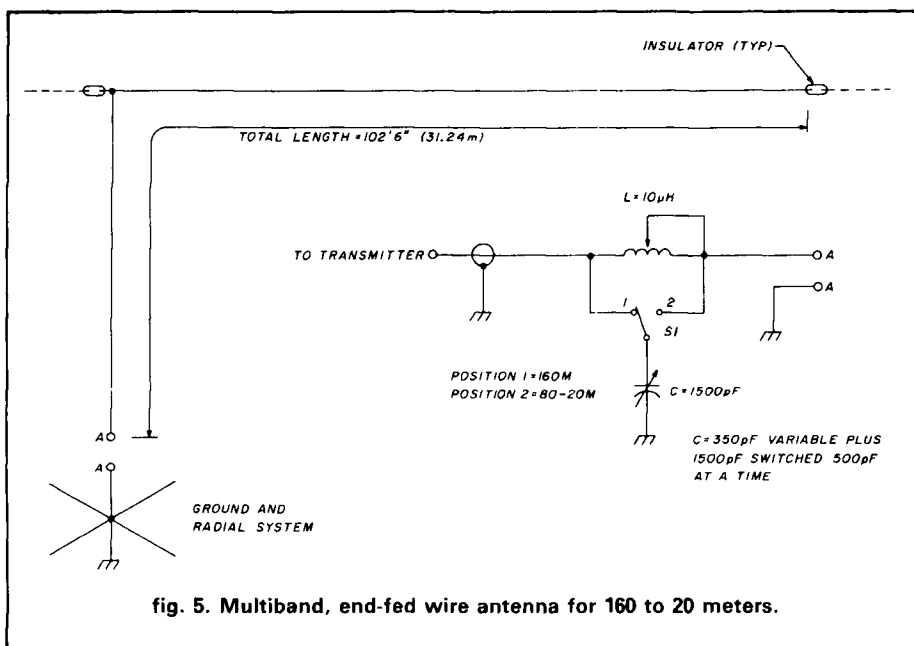 INSULATOR (TYP)
TOTAL LENGTH = 102'6" (31.24m)
L = 10μH
TO TRANSMITTER
A
A
1
2
S1
POSITION 1 = 160M
POSITION 2 = 80-20M
C = 1500pF
C = 350pF VARIABLE PLUS
1500pF SWITCHED 500pF
AT A TIME
A
A
GROUND AND
RADIAL SYSTEM
fig. 5. Multiband, end-fed wire antenna for 160 to 20 meters.